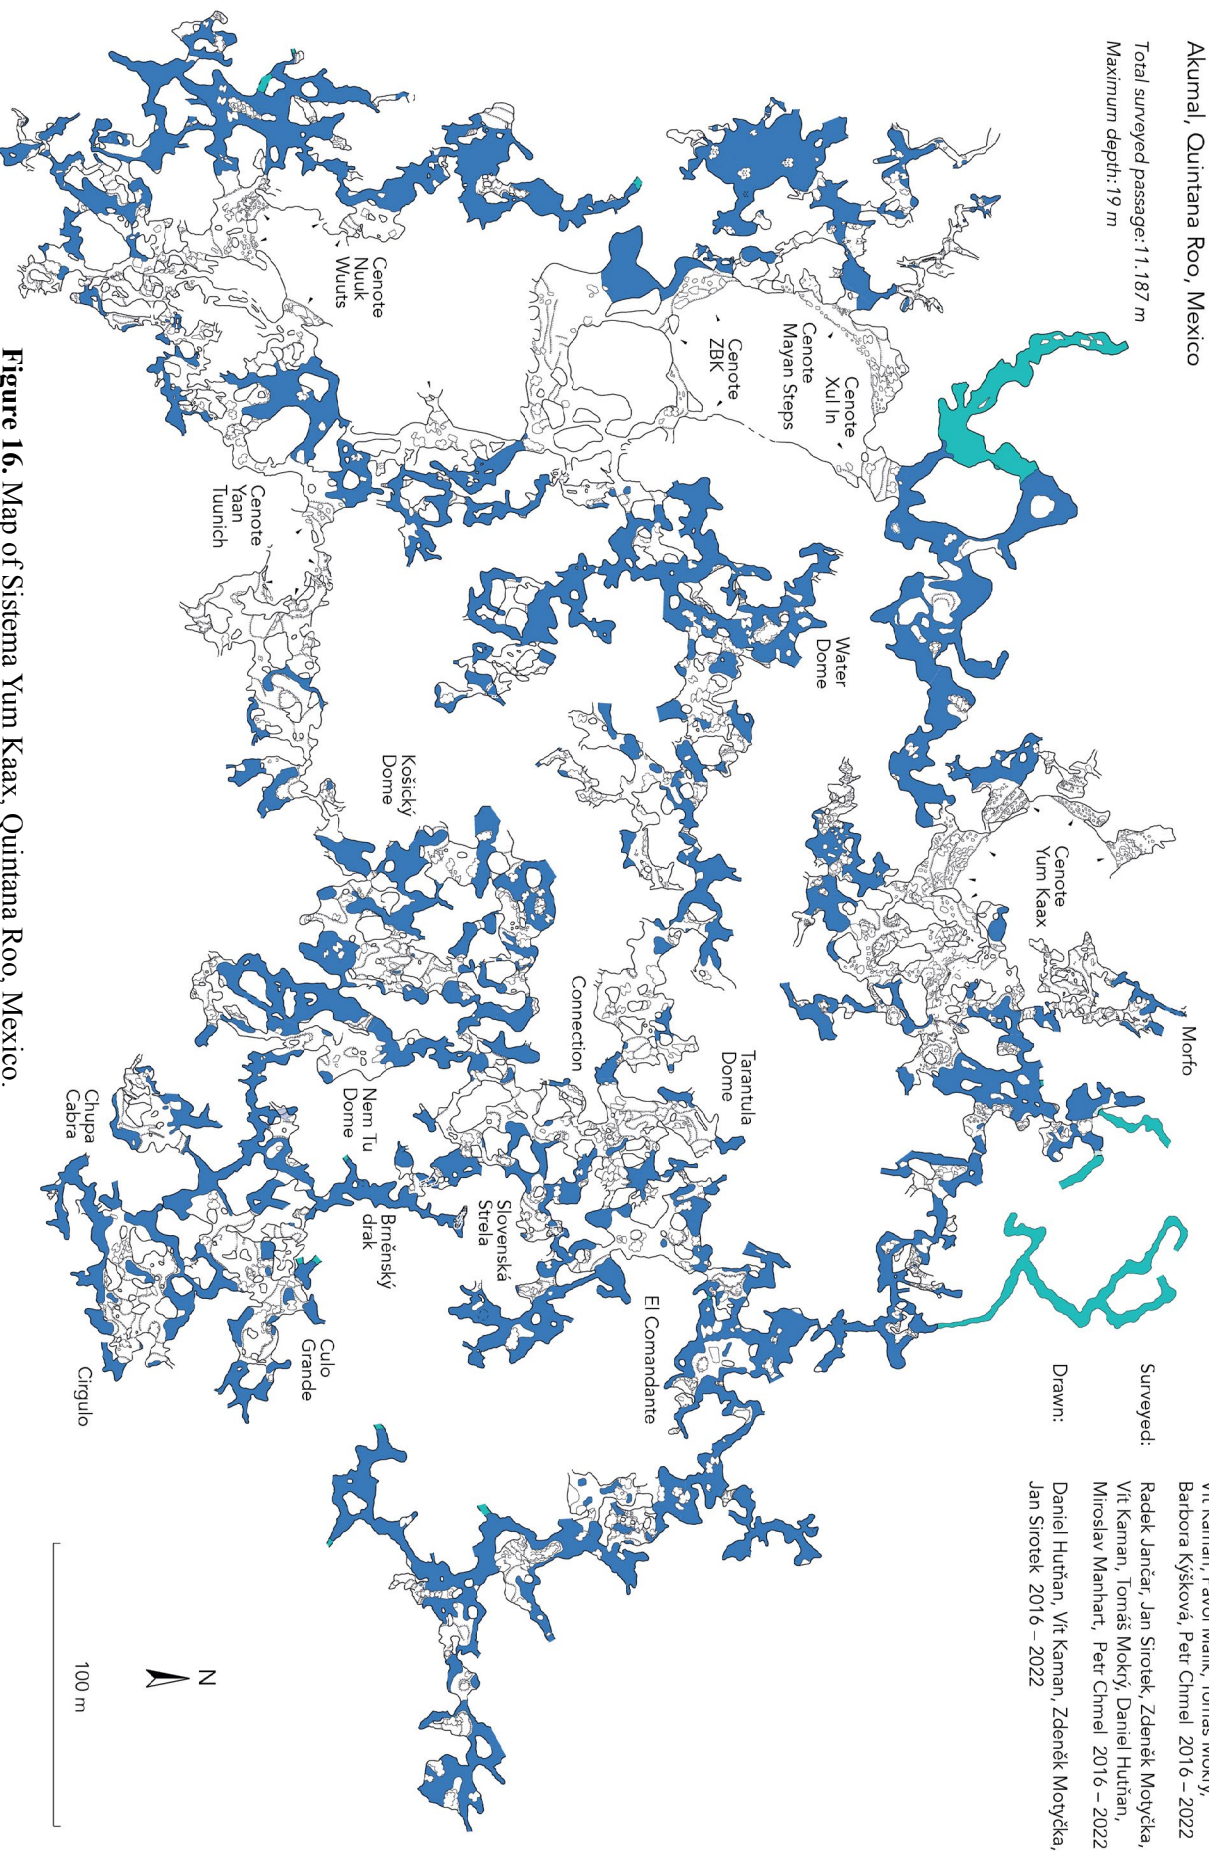 Akumal, Quintana Roo, Mexico
Total surveyed passage:11.187 m
Maximum depth:19 m
Barbora Kýšková, Petr Chmel 2016 – 2022
Surveyed:
Radek Jančar, Jan Sirotek, Zdeněk Motyčka,
Vít Kaman, Tomáš Mokrý, Daniel Hutňan,
Miroslav Manhart, Petr Chmel 2016 – 2022
Drawn:
Daniel Hutňan, Vít Kaman, Zdeněk Motyčka,
Jan Sirotek 2016 – 2022
Morfo
Cenote
Yum Kaax
Cenote
Xul In
Cenote
Mayan Steps
Cenote
ZBK
Water
Dome
Tarantula
Dome
El Comandante
Connection
Slovenská
Strela
Cenote
Nuuk
Wuuts
Košický
Dome
Nem Tu
Dome
Brněnský
drak
Culo
Grande
Cenote
Yaan
Tuunich
Chupa
Cabra
Cirgulo
N
100 m
Figure 16. Map of Sistema Yum Kaax, Quintana Roo, Mexico.